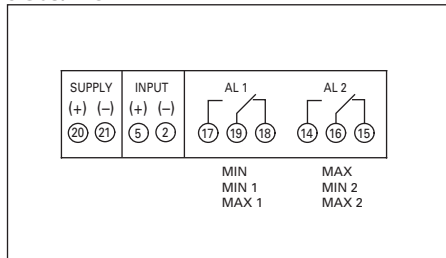 SUPPLY INPUT AL 1 AL 2
(+) (–) (+) (–)
20 21 5 2 17 19 18 14 16 15
MIN MAX
MIN 1 MIN 2
MAX 1 MAX 2